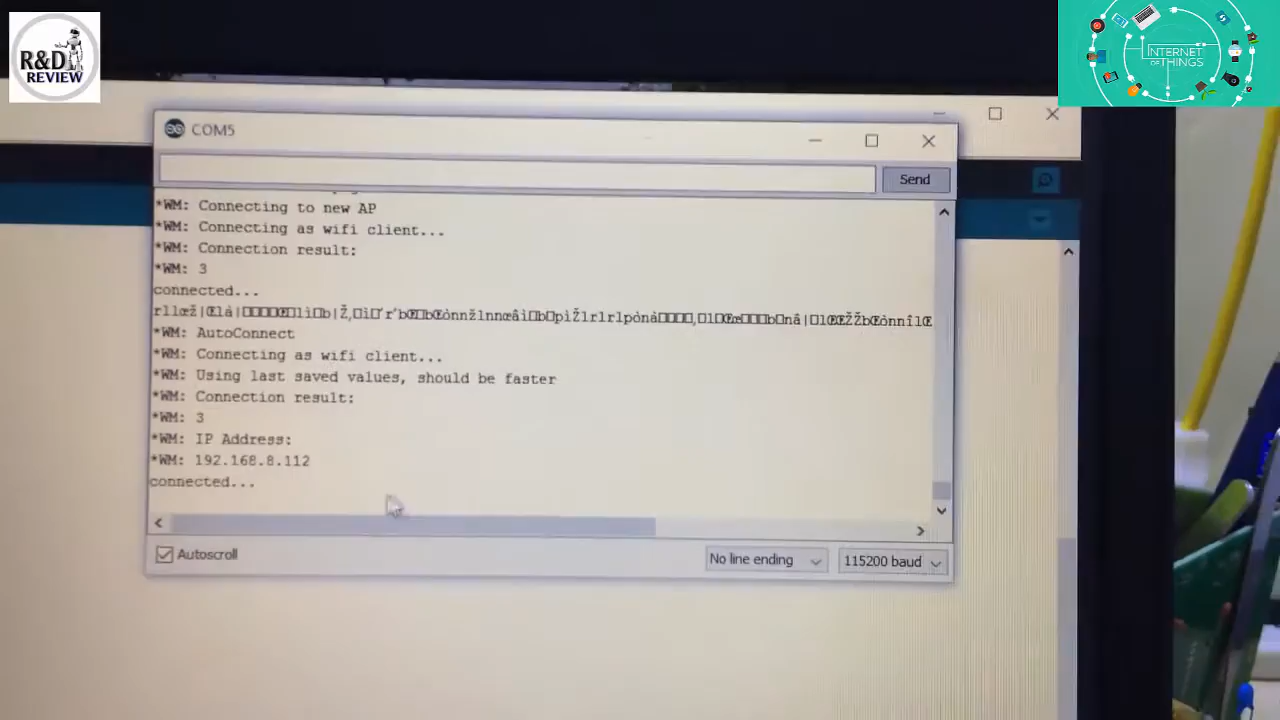 R&D
REVIEW
INTERNET
OF THINGS
COM5
Send
*WM: Connecting to new AP
*WM: Connecting as wifi client...
*WM: Connection result:
*WM: 3
connected...
*WM: AutoConnect
*WM: Connecting as wifi client...
*WM: Using last saved values, should be faster
*WM: Connection result:
*WM: 3
*WM: IP Address:
*WM: 192.168.8.112
connected...
Autoscroll
No line ending
115200 baud